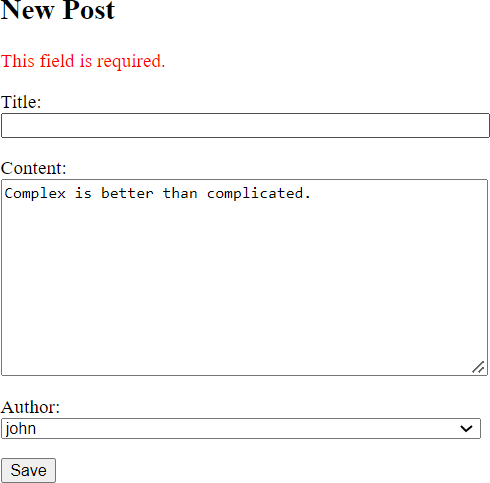 New Post
This field is required.
Title:
Content:
Complex is better than complicated.
Author:
john
Save